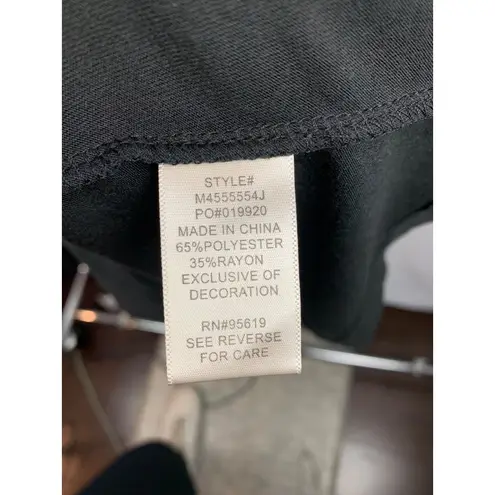 STYLE#
M4555554J
PO#019920
MADE IN CHINA
65%POLYESTER
35%RAYON
EXCLUSIVE OF
DECORATION
RN#95619
SEE REVERSE
FOR CARE